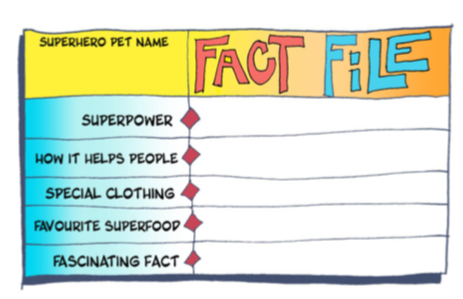 SUPERHERO PET NAME
FACT FiLE
SUPERPOWER
HOW IT HELPS PEOPLE
SPECIAL CLOTHING
FAVOURITE SUPERFOOD
FASCINATING FACT